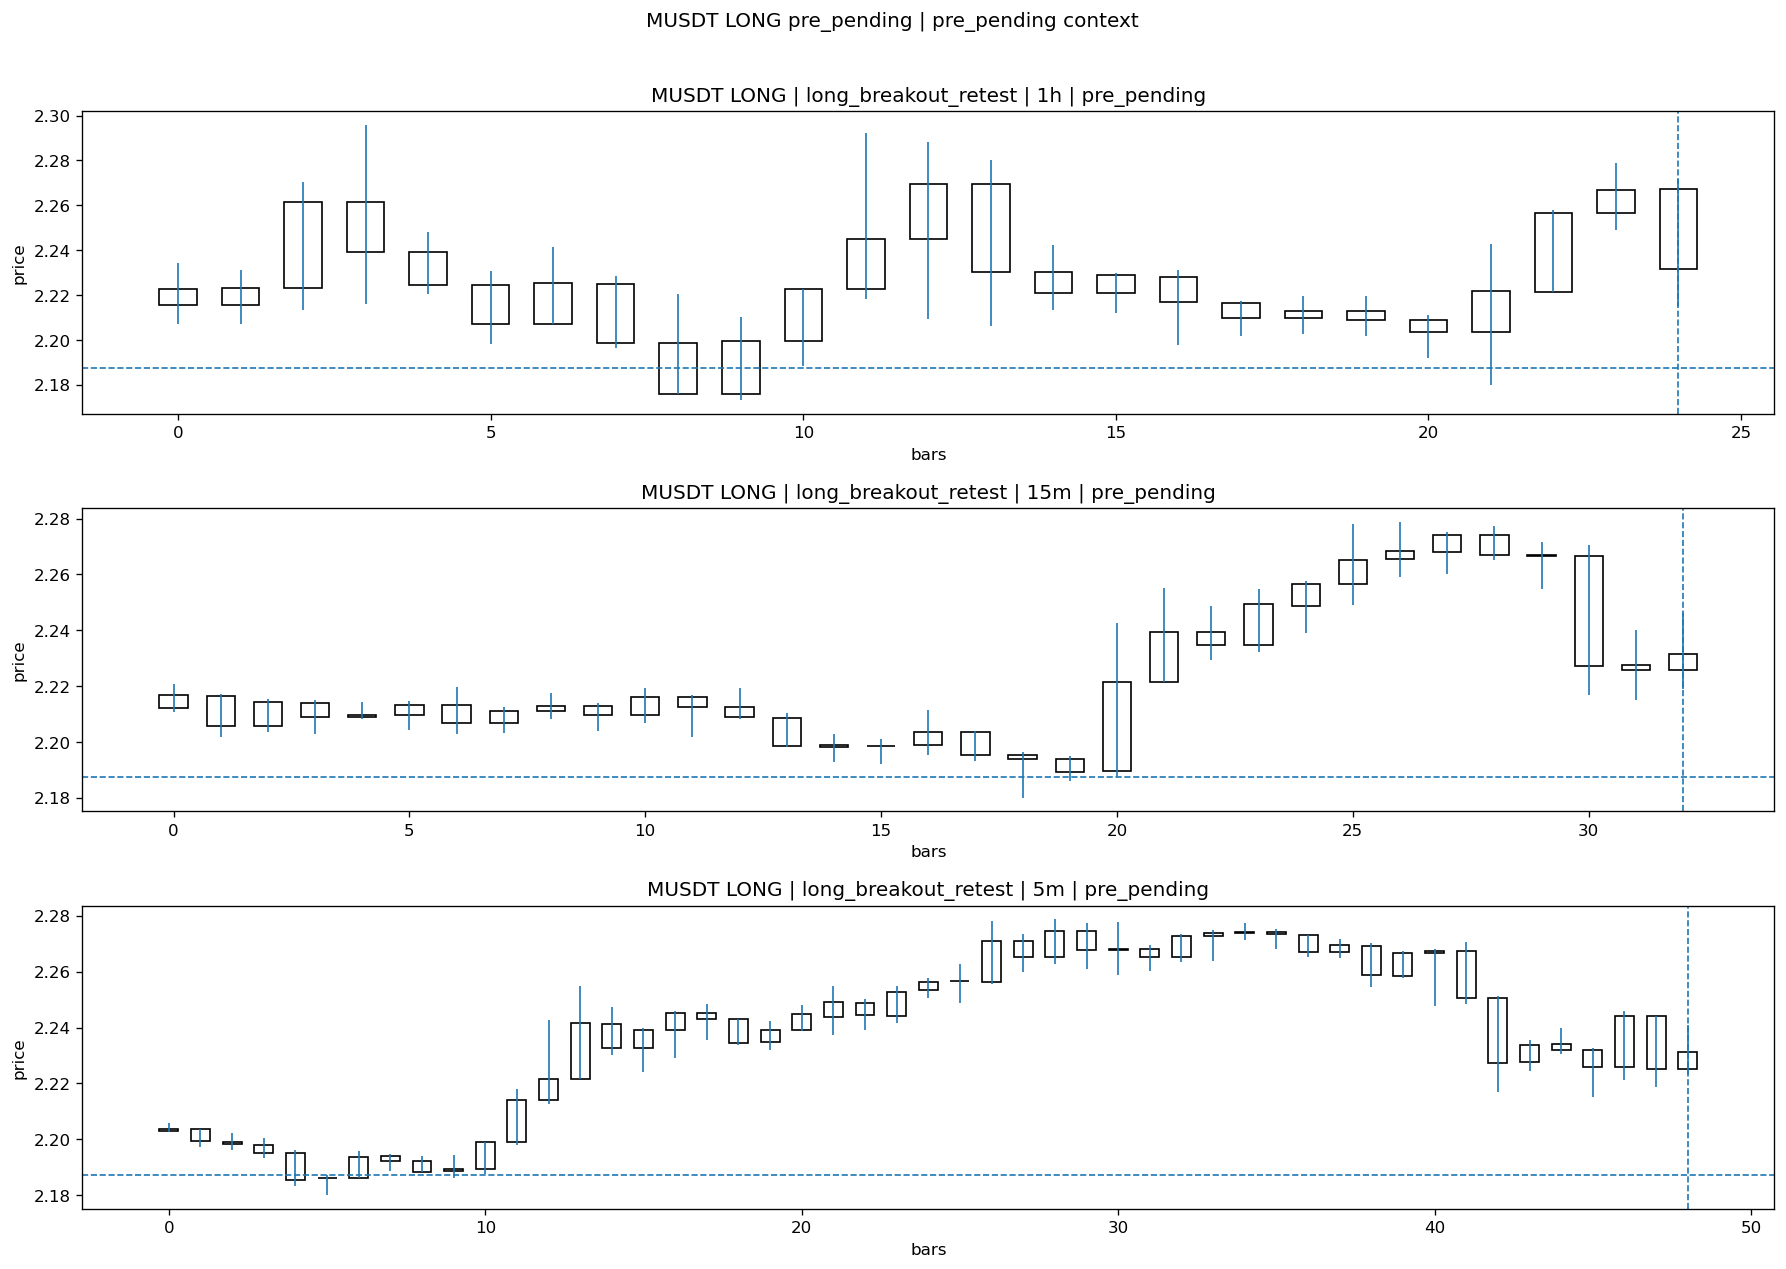 MUSDT LONG pre_pending | pre_pending context
MUSDT LONG | long_breakout_retest | 1h | pre_pending
2.30
2.28
2.26
2.24
2.22
2.20
2.18
price
0 5 10 15 20 25
bars
MUSDT LONG | long_breakout_retest | 15m | pre_pending
2.28
2.26
2.24
2.22
2.20
2.18
price
0 5 10 15 20 25 30
bars
MUSDT LONG | long_breakout_retest | 5m | pre_pending
2.28
2.26
2.24
2.22
2.20
2.18
price
0 10 20 30 40 50
bars